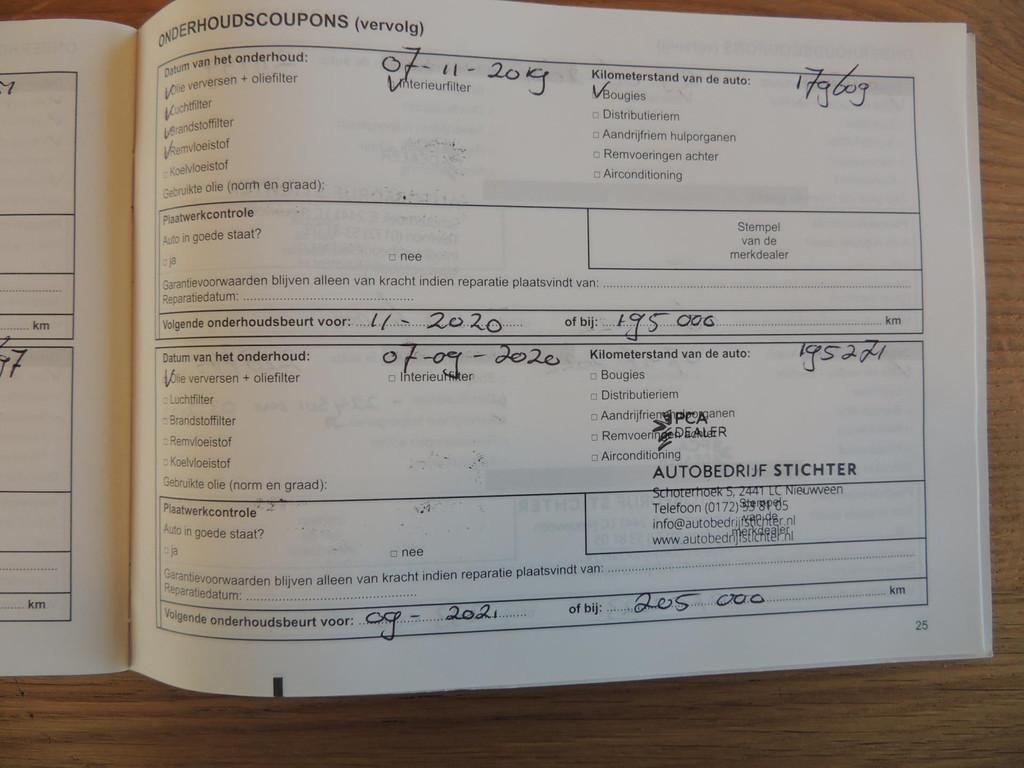 ONDERHOUDSCOUPONS (vervolg)
Datum van het onderhoud: 07-11-2019 Kilometerstand van de auto: 179609
Olie verversen + oliefilter Interieurfilter Bougies
Luchtfilter Distributieriem
Brandstoffilter Aandrijfriem hulporganen
Remvloeistof Remvoeringen achter
Koelvloeistof Airconditioning
Gebruikte olie (norm en graad):
Plaatwerkcontrole
Auto in goede staat?
ja nee
Stempel
van de
merkdealer
Garantievoorwaarden blijven alleen van kracht indien reparatie plaatsvindt van:
Reparatiedatum:
Volgende onderhoudsbeurt voor: 11-2020 of bij: 195 000 km
Datum van het onderhoud: 07-09-2020 Kilometerstand van de auto: 195271
Olie verversen + oliefilter Interieurfilter Bougies
Luchtfilter Distributieriem
Brandstoffilter Aandrijfriem hulporganen
Remvloeistof Remvoeringen achter
Koelvloeistof Airconditioning
Gebruikte olie (norm en graad):
PCA
DEALER
AUTOBEDRIJF STICHTER
Schoterhoek 5, 2441 LC Nieuwveen
Telefoon (0172) 53 81 05
info@autobedrijfstichter.nl
www.autobedrijfstichter.nl
Plaatwerkcontrole
Auto in goede staat?
ja nee
Stempel
van de
merkdealer
Garantievoorwaarden blijven alleen van kracht indien reparatie plaatsvindt van:
Reparatiedatum:
Volgende onderhoudsbeurt voor: 09-2021 of bij: 205 000 km
25
km
km